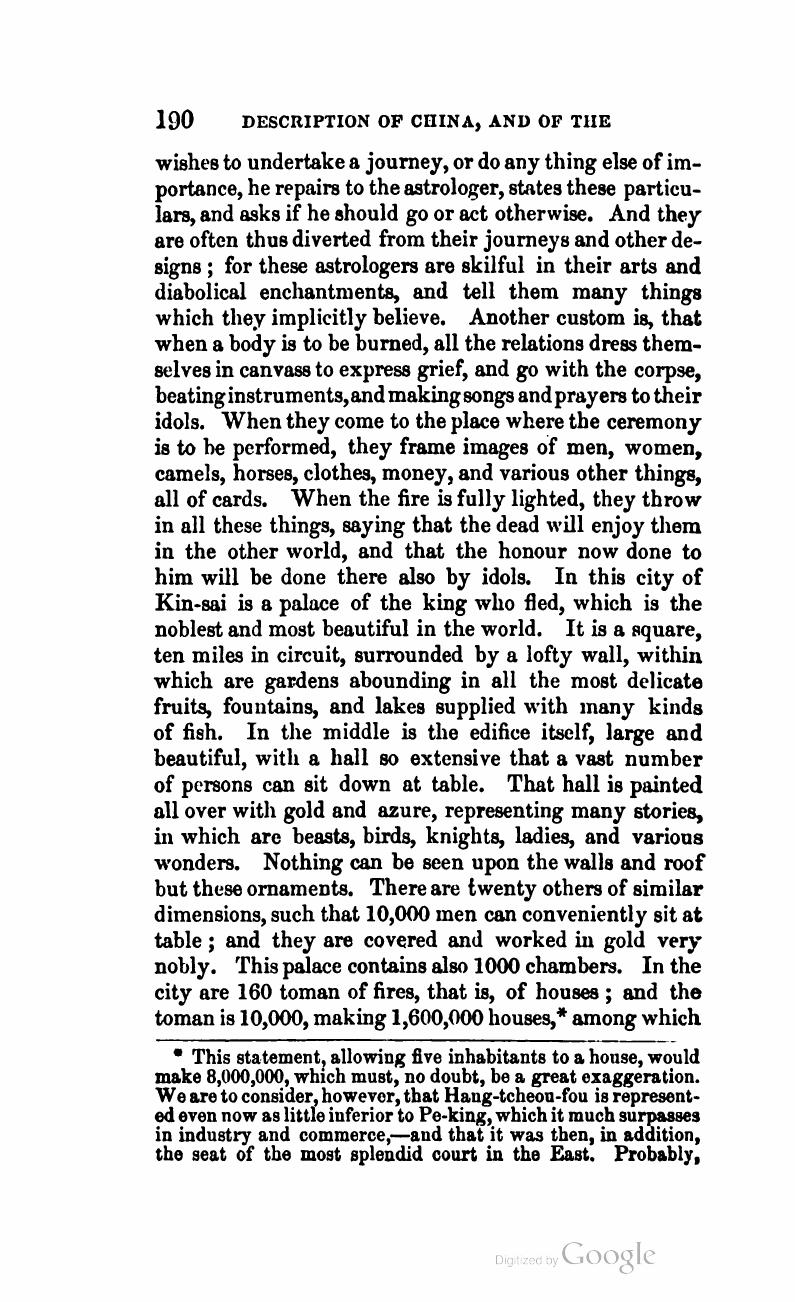 190 DESCRIPTION OF CHINA, AND OF THE
wishes to undertake a journey, or do any thing else of im-
portance, he repairs to the astrologer, states these particu-
lars, and asks if he should go or act otherwise. And they
are often thus diverted from their journeys and other de-
signs ; for these astrologers are skilful in their arts and
diabolical enchantments, and tell them many things
which they implicitly believe. Another custom is, that
when a body is to be burned, all the relations dress them-
selves in canvass to express grief, and go with the corpse,
beating instruments, and making songs and prayers to their
idols. When they come to the place where the ceremony
is to be performed, they frame images of men, women,
camels, horses, clothes, money, and various other things,
all of cards. When the fire is fully lighted, they throw
in all these things, saying that the dead will enjoy them
in the other world, and that the honour now done to
him will be done there also by idols. In this city of
Kin-sai is a palace of the king who fled, which is the
noblest and most beautiful in the world. It is a square,
ten miles in circuit, surrounded by a lofty wall, within
which are gardens abounding in all the most delicate
fruits, fountains, and lakes supplied with many kinds
of fish. In the middle is the edifice itself, large and
beautiful, with a hall so extensive that a vast number
of persons can sit down at table. That hall is painted
all over with gold and azure, representing many stories,
in which are beasts, birds, knights, ladies, and various
wonders. Nothing can be seen upon the walls and roof
but these ornaments. There are twenty others of similar
dimensions, such that 10,000 men can conveniently sit at
table ; and they are covered and worked in gold very
nobly. This palace contains also 1000 chambers. In the
city are 160 toman of fires, that is, of houses ; and the
toman is 10,000, making 1,600,000 houses,* among which
* This statement, allowing five inhabitants to a house, would
make 8,000,000, which must, no doubt, be a great exaggeration.
We are to consider, however, that Hang-tcheou-fou is represent-
ed even now as little inferior to Pe-king, which it much surpasses
in industry and commerce,—and that it was then, in addition,
the seat of the most splendid court in the East. Probably,
Digitized by Google